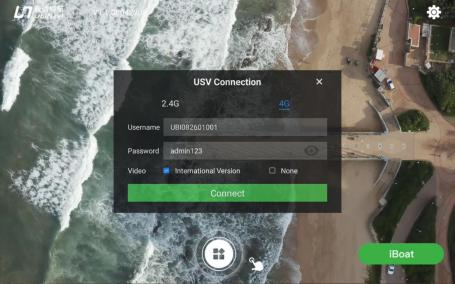 USV Connection ×
2.4G 4G
Username UBI082601001
Password admin123
Video International Version None
Connect
iBoat